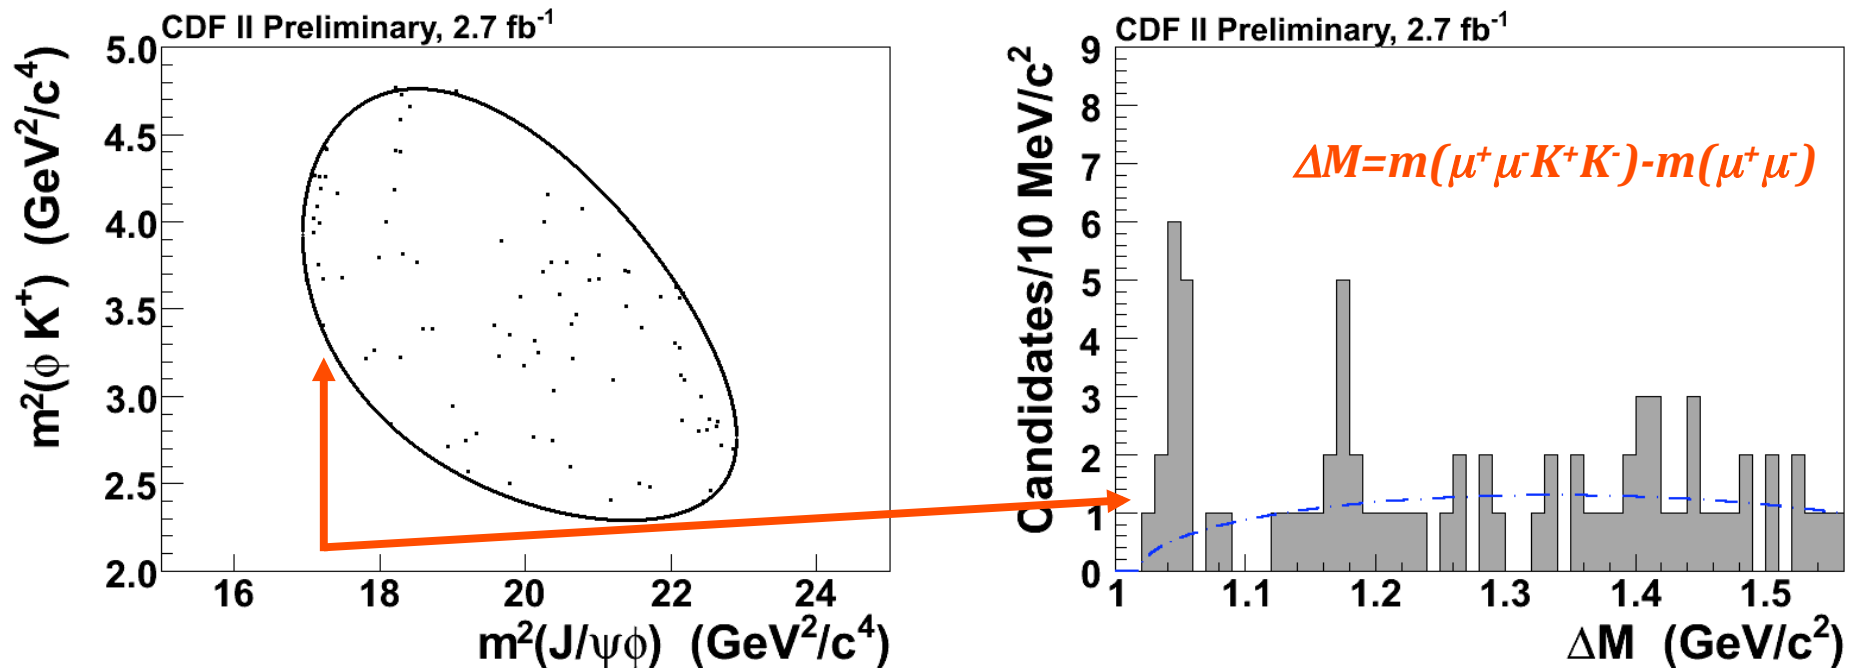 CDF II Preliminary, 2.7 fb⁻¹
m²(ϕ K⁺) (GeV²/c⁴)
5.0
4.5
4.0
3.5
3.0
2.5
2.0
16 18 20 22 24
m²(J/ψϕ) (GeV²/c⁴)
CDF II Preliminary, 2.7 fb⁻¹
Candidates/10 MeV/c²
9
8
7
6
5
4
3
2
1
0
ΔM=m(μ⁺μ⁻K⁺K⁻)-m(μ⁺μ⁻)
1 1.1 1.2 1.3 1.4 1.5
ΔM (GeV/c²)